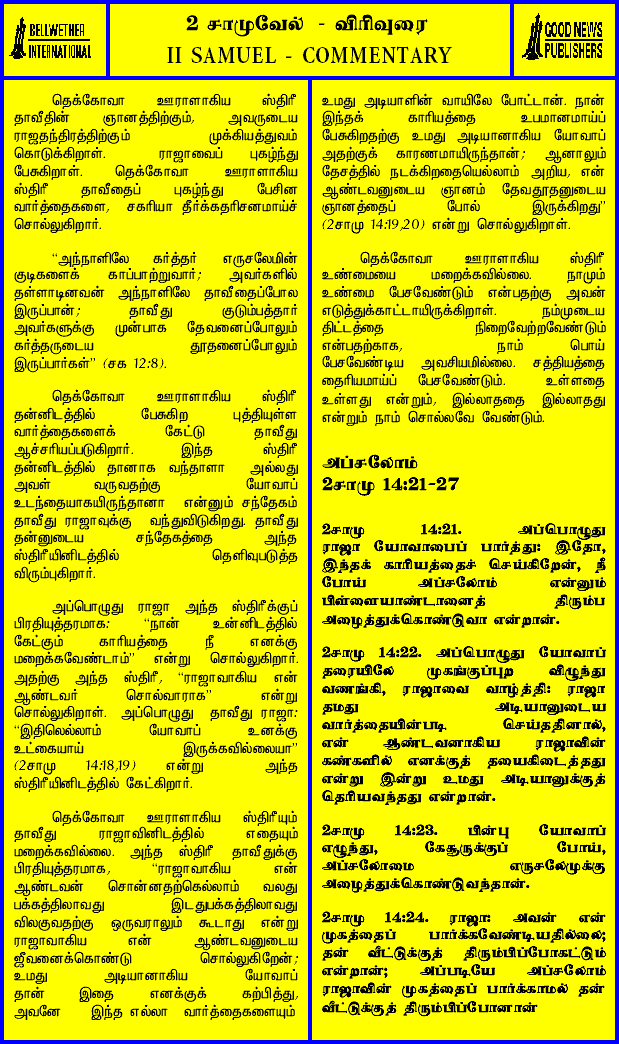 BELLWETHER
INTERNATIONAL
2 சாமுவேல் - விரிவுரை
II SAMUEL - COMMENTARY
GOOD NEWS
PUBLISHERS
தெக்கோவா ஊராளாகிய ஸ்திரீ
தாவீதின் ஞானத்திற்கும், அவருடைய
ராஜதந்திரத்திற்கும் முக்கியத்துவம்
கொடுக்கிறாள். ராஜாவைப் புகழ்ந்து
பேசுகிறாள். தெக்கோவா ஊராளாகிய
ஸ்திரீ தாவீதைப் புகழ்ந்து பேசின
வார்த்தைகளை, சகரியா தீர்க்கதரிசனமாய்ச்
சொல்லுகிறார்.
“அந்நாளிலே கர்த்தர் எருசலேமின்
குடிகளைக் காப்பாற்றுவார்; அவர்களில்
தள்ளாடினவன் அந்நாளிலே தாவீதைப்போல
இருப்பான்; தாவீது குடும்பத்தார்
அவர்களுக்கு முன்பாக தேவனைப்போலும்
கர்த்தருடைய தூதனைப்போலும்
இருப்பார்கள்” (சக 12:8).
தெக்கோவா ஊராளாகிய ஸ்திரீ
தன்னிடத்தில் பேசுகிற புத்தியுள்ள
வார்த்தைகளைக் கேட்டு தாவீது
ஆச்சரியப்படுகிறார். இந்த ஸ்திரீ
தன்னிடத்தில் தானாக வந்தாளா அல்லது
அவள் வருவதற்கு யோவாப்
உடந்தையாகயிருந்தானா என்னும் சந்தேகம்
தாவீது ராஜாவுக்கு வந்துவிடுகிறது. தாவீது
தன்னுடைய சந்தேகத்தை அந்த
ஸ்திரீயினிடத்தில் தெளிவுபடுத்த
விரும்புகிறார்.
அப்பொழுது ராஜா அந்த ஸ்திரீக்குப்
பிரதியுத்தரமாக: “நான் உன்னிடத்தில்
கேட்கும் காரியத்தை நீ எனக்கு
மறைக்கவேண்டாம்” என்று சொல்லுகிறார்.
அதற்கு அந்த ஸ்திரீ, “ராஜாவாகிய என்
ஆண்டவர் சொல்வாராக” என்று
சொல்லுகிறாள். அப்பொழுது தாவீது ராஜா:
“இதிலெல்லாம் யோவாப் உனக்கு
உட்கையாய் இருக்கவில்லையா”
(2சாமு 14:18,19) என்று அந்த
ஸ்திரீயினிடத்தில் கேட்கிறார்.
தெக்கோவா ஊராளாகிய ஸ்திரீயும்
தாவீது ராஜாவினிடத்தில் எதையும்
மறைக்கவில்லை. அந்த ஸ்திரீ தாவீதுக்கு
பிரதியுத்தரமாக, “ராஜாவாகிய என்
ஆண்டவன் சொன்னதற்கெல்லாம் வலது
பக்கத்திலாவது இடதுபக்கத்திலாவது
விலகுவதற்கு ஒருவராலும் கூடாது என்று
ராஜாவாகிய என் ஆண்டவனுடைய
ஜீவனைக்கொண்டு சொல்லுகிறேன்;
உமது அடியானாகிய யோவாப்
தான் இதை எனக்குக் கற்பித்து,
அவனே இந்த எல்லா வார்த்தைகளையும்
உமது அடியாளின் வாயிலே போட்டான். நான்
இந்தக் காரியத்தை உபமானமாய்ப்
பேசுகிறதற்கு உமது அடியானாகிய யோவாப்
அதற்குக் காரணமாயிருந்தான்; ஆனாலும்
தேசத்தில் நடக்கிறதையெல்லாம் அறிய, என்
ஆண்டவனுடைய ஞானம் தேவதூதனுடைய
ஞானத்தைப் போல் இருக்கிறது”
(2சாமு 14:19,20) என்று சொல்லுகிறாள்.
தெக்கோவா ஊராளாகிய ஸ்திரீ
உண்மையை மறைக்கவில்லை. நாமும்
உண்மை பேசவேண்டும் என்பதற்கு அவள்
எடுத்துக்காட்டாயிருக்கிறாள். நம்முடைய
திட்டத்தை நிறைவேற்றவேண்டும்
என்பதற்காக, நாம் பொய்
பேசவேண்டிய அவசியமில்லை. சத்தியத்தை
தைரியமாய்ப் பேசவேண்டும். உள்ளதை
உள்ளது என்றும், இல்லாததை இல்லாதது
என்றும் நாம் சொல்லவே வேண்டும்.
அப்சலோம்
2சாமு 14:21-27
2சாமு 14:21. அப்பொழுது
ராஜா யோவாபைப் பார்த்து: இதோ,
இந்தக் காரியத்தைச் செய்கிறேன், நீ
போய் அப்சலோம் என்னும்
பிள்ளையாண்டானைத் திரும்ப
அழைத்துக்கொண்டுவா என்றான்.
2சாமு 14:22. அப்பொழுது யோவாப்
தரையிலே முகங்குப்புற விழுந்து
வணங்கி, ராஜாவை வாழ்த்தி: ராஜா
தமது அடியானுடைய
வார்த்தையின்படி செய்ததினால்,
என் ஆண்டவனாகிய ராஜாவின்
கண்களில் எனக்குத் தயைகிடைத்தது
என்று இன்று உமது அடியானுக்குத்
தெரியவந்தது என்றான்.
2சாமு 14:23. பின்பு யோவாப்
எழுந்து, கேசூருக்குப் போய்,
அப்சலோமை எருசலேமுக்கு
அழைத்துக்கொண்டுவந்தான்.
2சாமு 14:24. ராஜா: அவன் என்
முகத்தைப் பார்க்கவேண்டியதில்லை;
தன் வீட்டுக்குத் திரும்பிப்போகட்டும்
என்றான்; அப்படியே அப்சலோம்
ராஜாவின் முகத்தைப் பார்க்காமல் தன்
வீட்டுக்குத் திரும்பிப்போனான்